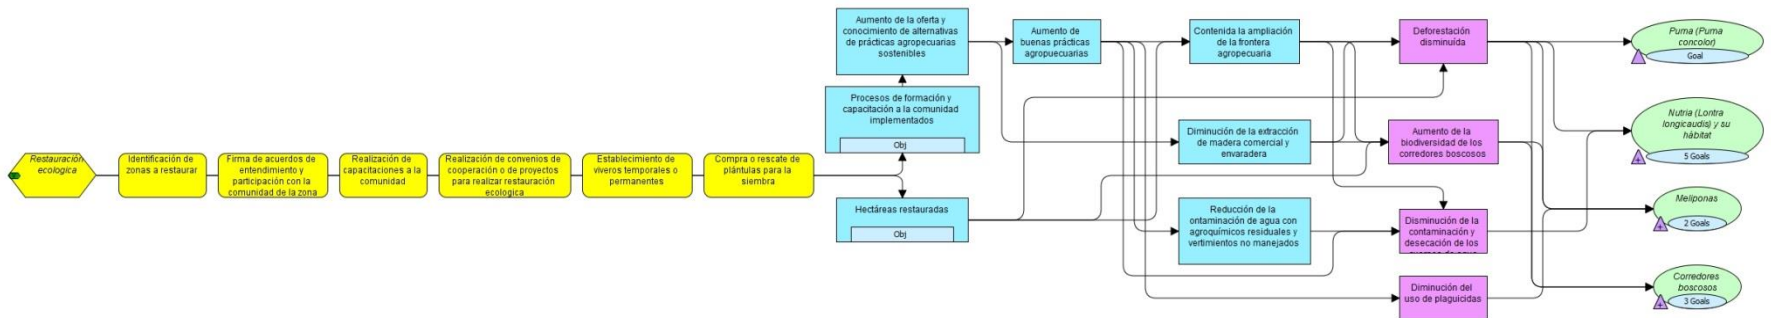 Restauración
ecologica
Identificación de
zonas a restaurar
Firma de acuerdos de
entendimiento y
participación con la
comunidad de la zona
Realización de
capacitaciones a la
comunidad
Realización de convenios de
cooperación o de proyectos
para realizar restauración
ecologica
Establecimiento de
viveros temporales o
permanentes
Compra o rescate de
plántulas para la
siembra
Aumento de la oferta y
conocimiento de alternativas
de prácticas agropecuarias
sostenibles
Procesos de formación y
capacitación a la comunidad
implementados
Obj
Hectáreas restauradas
Obj
Aumento de
buenas prácticas
agropuecuarias
Contenida la ampliación
de la frontera
agropecuaria
Diminución de la extracción
de madera comercial y
envaradera
Reducción de la
ontaminación de agua con
agroquímicos residuales y
vertimientos no manejados
Deforestación
disminuída
Aumento de la
biodiversidad de los
corredores boscosos
Disminución de la
contaminación y
desecación de los
Diminución del
uso de plaguicidas
Puma (Puma
concolor)
Goal
Nutria (Lontra
longicaudis) y su
hábitat
5 Goals
Meliponas
2 Goals
Corredores
boscosos
3 Goals